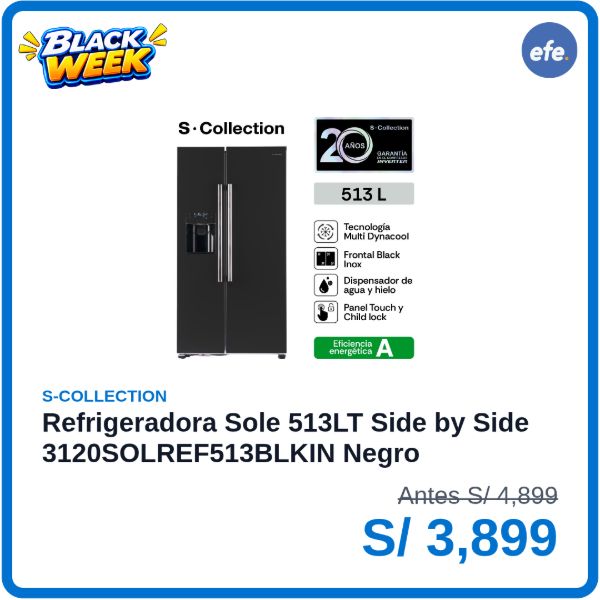 BLACK
WEEK
efe.
S·Collection
S·Collection
20 AÑOS
GARANTÍA
INVERTER
513 L
Tecnología
Multi Dynacool
Frontal Black
Inox
Dispensador de
agua y hielo
Panel Touch y
Child lock
Eficiencia
energética A
S-COLLECTION
Refrigeradora Sole 513LT Side by Side
3120SOLREF513BLKIN Negro
Antes S/ 4,899
S/ 3,899